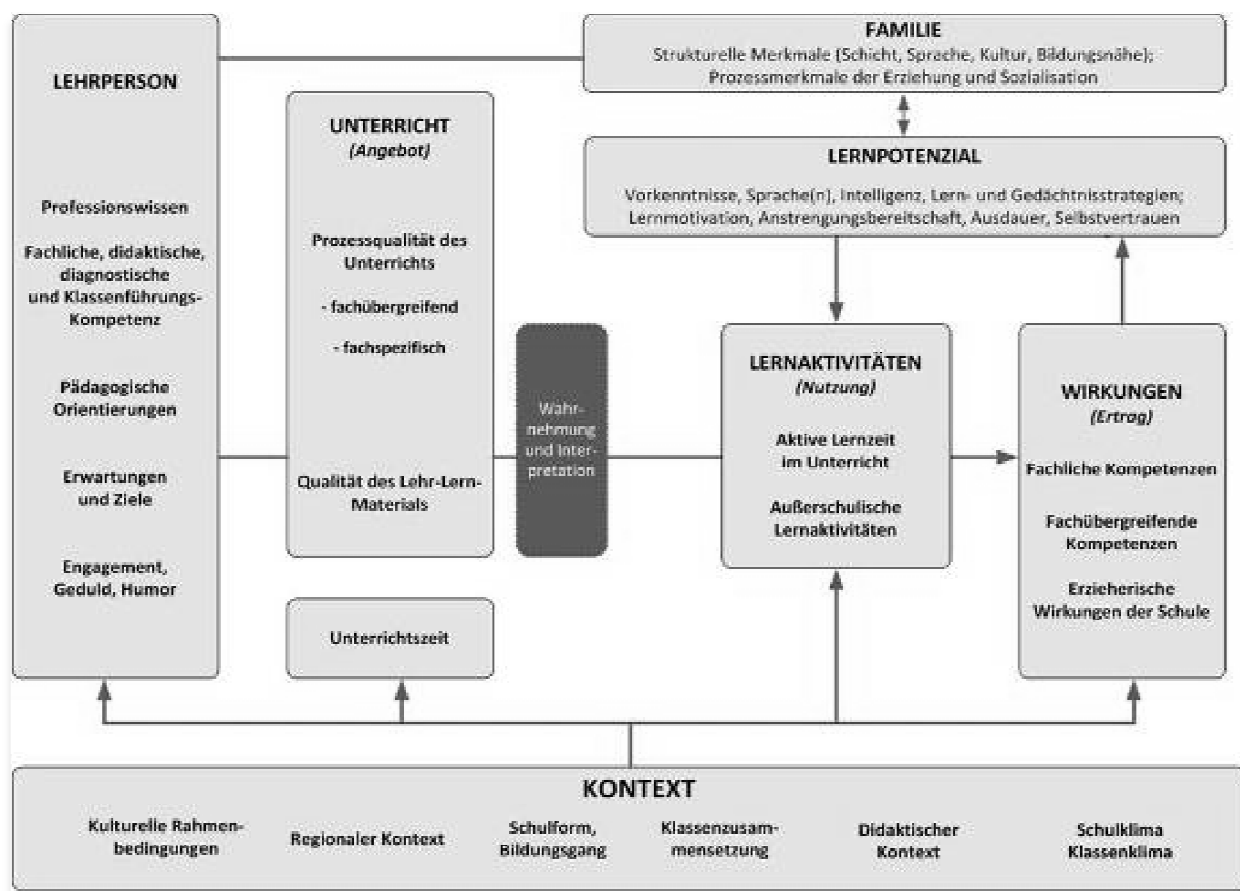 LEHRPERSON
Professionswissen
Fachliche, didaktische,
diagnostische
und Klassenführungs-
Kompetenz
Pädagogische
Orientierungen
Erwartungen
und Ziele
Engagement,
Geduld, Humor
UNTERRICHT
(Angebot)
Prozessqualität des
Unterrichts
- fachübergreifend
- fachspezifisch
Qualität des Lehr-Lern-
Materials
Unterrichtszeit
Wahr-
nehmung
und Inter-
pretation
FAMILIE
Strukturelle Merkmale (Schicht, Sprache, Kultur, Bildungsnähe);
Prozessmerkmale der Erziehung und Sozialisation
LERNPOTENZIAL
Vorkenntnisse, Sprache(n), Intelligenz, Lern- und Gedächtnisstrategien;
Lernmotivation, Anstrengungsbereitschaft, Ausdauer, Selbstvertrauen
LERNAKTIVITÄTEN
(Nutzung)
Aktive Lernzeit
im Unterricht
Außerschulische
Lernaktivitäten
WIRKUNGEN
(Ertrag)
Fachliche Kompetenzen
Fachübergreifende
Kompetenzen
Erzieherische
Wirkungen der Schule
KONTEXT
Kulturelle Rahmen-
bedingungen
Regionaler Kontext
Schulform,
Bildungsgang
Klassenzusam-
mensetzung
Didaktischer
Kontext
Schulklima
Klassenklima